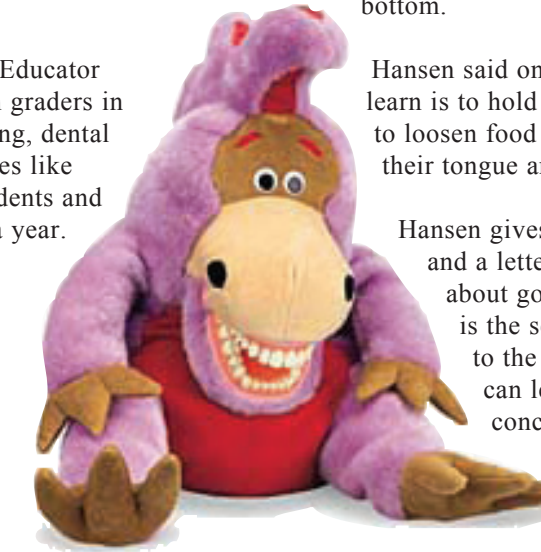 Educator
graders in
ng, dental
es like
dents and
a year.
bottom.
Hansen said on
learn is to hold
to loosen food
their tongue a
Hansen gives
and a lette
about go
is the s
to the
can l
conc